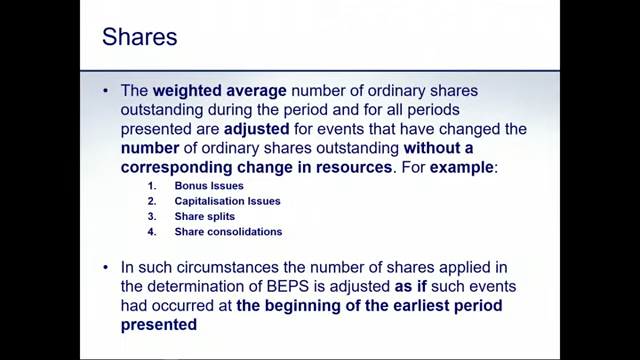 Shares
• The weighted average number of ordinary shares
outstanding during the period and for all periods
presented are adjusted for events that have changed the
number of ordinary shares outstanding without a
corresponding change in resources. For example:
1. Bonus Issues
2. Capitalisation Issues
3. Share splits
4. Share consolidations
• In such circumstances the number of shares applied in
the determination of BEPS is adjusted as if such events
had occurred at the beginning of the earliest period
presented